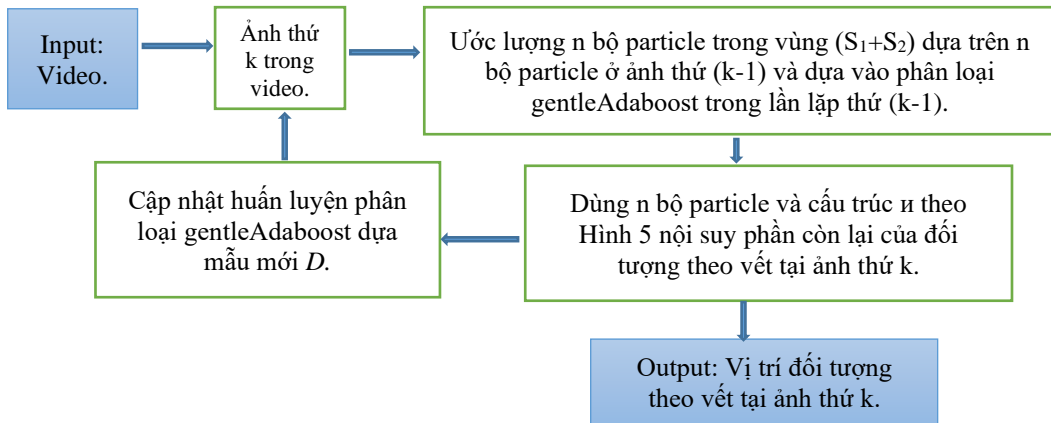 Input:
Video.
Ảnh thứ
k trong
video.
Ước lượng n bộ particle trong vùng (S₁+S₂) dựa trên n
bộ particle ở ảnh thứ (k-1) và dựa vào phân loại
gentleAdaboost trong lần lặp thứ (k-1).
Dùng n bộ particle và cấu trúc и theo
Hình 5 nội suy phần còn lại của đối
tượng theo vết tại ảnh thứ k.
Cập nhật huấn luyện phân
loại gentleAdaboost dựa
mẫu mới D.
Output: Vị trí đối tượng
theo vết tại ảnh thứ k.